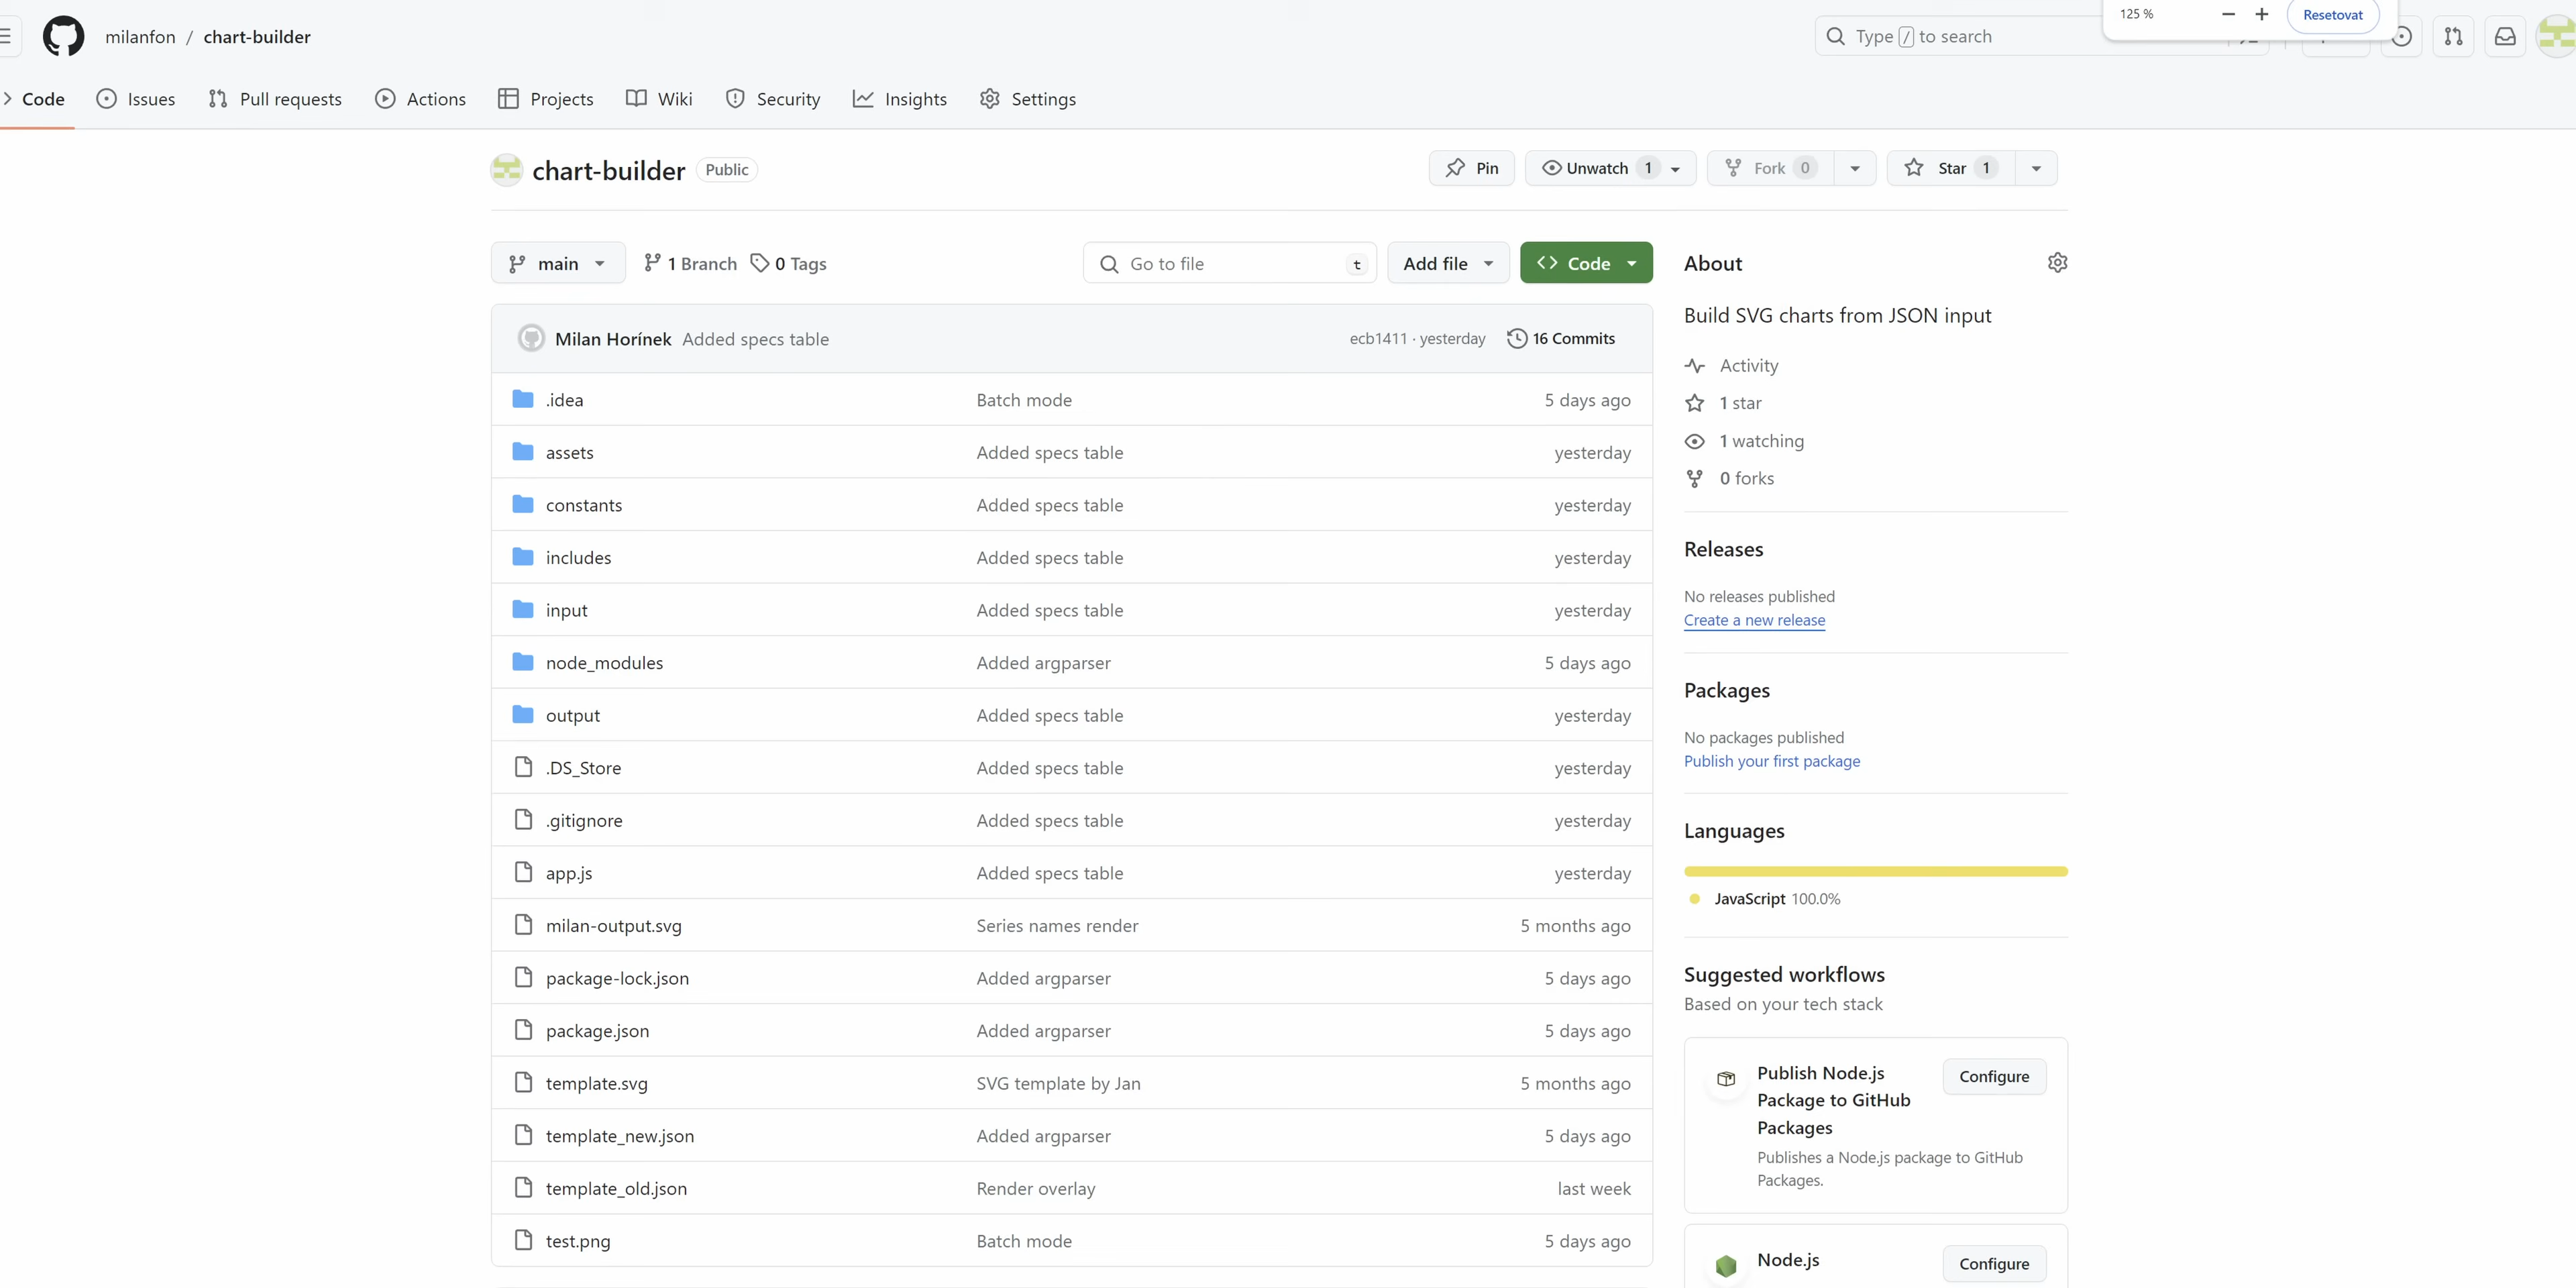 milanfon / chart-builder
Type / to search
125 %
Resetovat
Code Issues Pull requests Actions Projects Wiki Security Insights Settings
chart-builder Public
Pin Unwatch 1 Fork 0 Star 1
main 1 Branch 0 Tags
Go to file t
Add file
Code
Milan Horínek Added specs table ecb1411 · yesterday 16 Commits
.idea Batch mode 5 days ago
assets Added specs table yesterday
constants Added specs table yesterday
includes Added specs table yesterday
input Added specs table yesterday
node_modules Added argparser 5 days ago
output Added specs table yesterday
.DS_Store Added specs table yesterday
.gitignore Added specs table yesterday
app.js Added specs table yesterday
milan-output.svg Series names render 5 months ago
package-lock.json Added argparser 5 days ago
package.json Added argparser 5 days ago
template.svg SVG template by Jan 5 months ago
template_new.json Added argparser 5 days ago
template_old.json Render overlay last week
test.png Batch mode 5 days ago
About
Build SVG charts from JSON input
Activity
1 star
1 watching
0 forks
Releases
No releases published
Create a new release
Packages
No packages published
Publish your first package
Languages
JavaScript 100.0%
Suggested workflows
Based on your tech stack
Publish Node.js
Package to GitHub
Packages
Configure
Publishes a Node.js package to GitHub
Packages.
Node.js
Configure